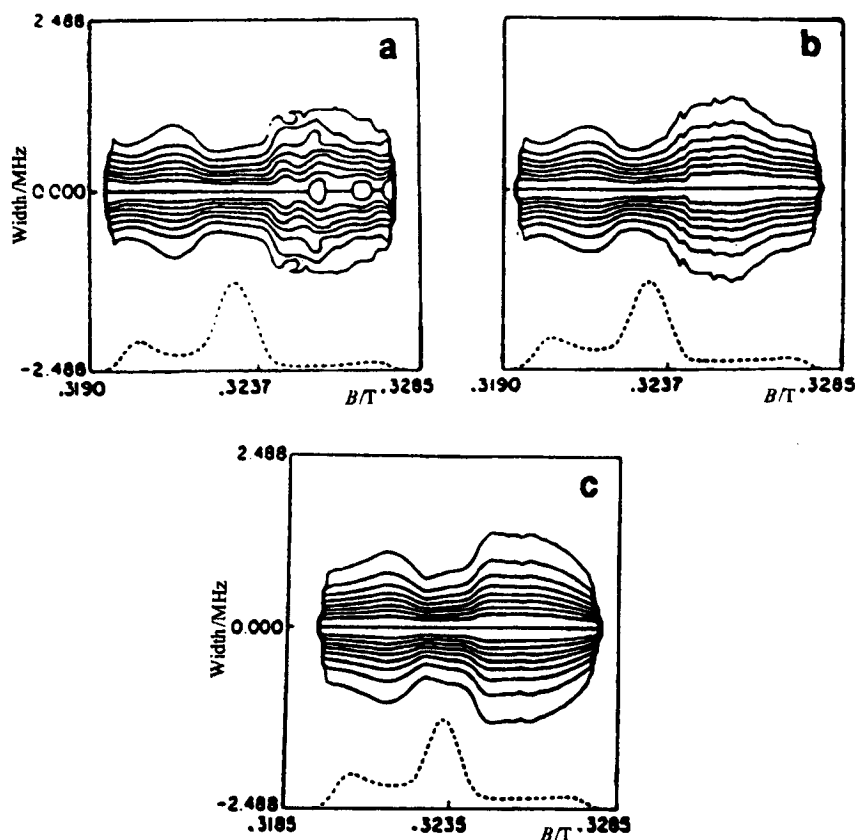 2.488
a
Width/MHz
0.000
-2.488
.3190
.3237
.3285
B/T
b
.3190
.3237
.3285
B/T
2.488
c
Width/MHz
0.000
-2.488
.3185
.3235
.3285
B/T